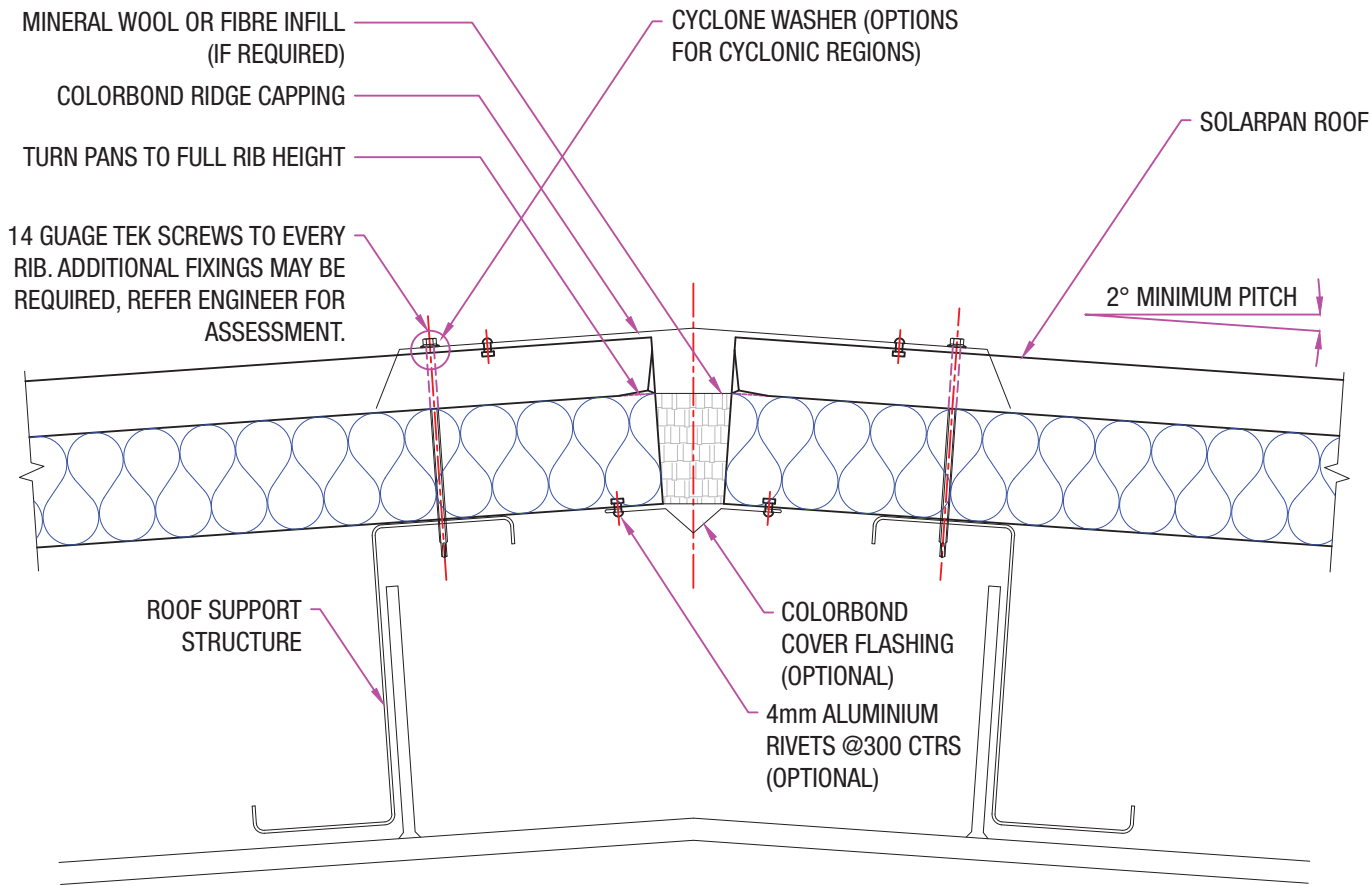 MINERAL WOOL OR FIBRE INFILL
(IF REQUIRED)
COLORBOND RIDGE CAPPING
TURN PANS TO FULL RIB HEIGHT
14 GUAGE TEK SCREWS TO EVERY
RIB. ADDITIONAL FIXINGS MAY BE
REQUIRED, REFER ENGINEER FOR
ASSESSMENT.
CYCLONE WASHER (OPTIONS
FOR CYCLONIC REGIONS)
SOLARPAN ROOF
2° MINIMUM PITCH
ROOF SUPPORT
STRUCTURE
COLORBOND
COVER FLASHING
(OPTIONAL)
4mm ALUMINIUM
RIVETS @300 CTRS
(OPTIONAL)